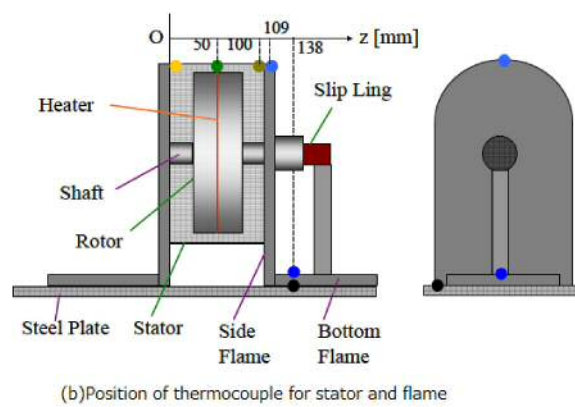 109
O
z [mm]
50
100
138
Heater
Slip Ling
Shaft
Rotor
Steel Plate
Stator
Side
Flame
Bottom
Flame
(b)Position of thermocouple for stator and flame